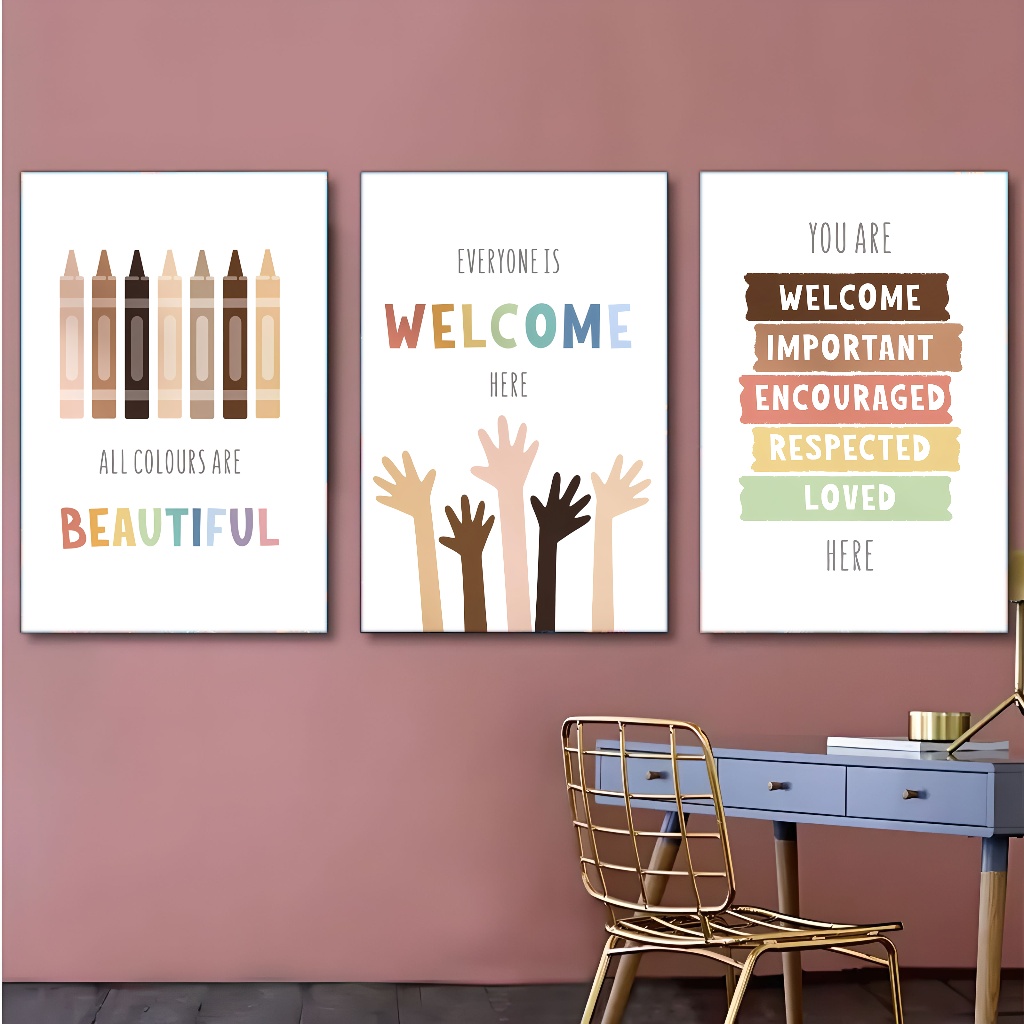 ALL COLOURS ARE
BEAUTIFUL
EVERYONE IS
WELCOME
HERE
YOU ARE
WELCOME
IMPORTANT
ENCOURAGED
RESPECTED
LOVED
HERE